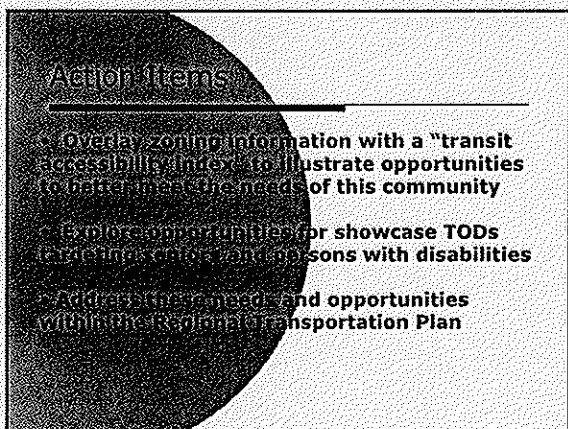 Action Items
• Overlay zoning information with a "transit
accessibility index" to illustrate opportunities
to better meet the needs of this community
• Explore opportunities for showcase TODs
targeting seniors and persons with disabilities
• Address these needs and opportunities
within the Regional Transportation Plan